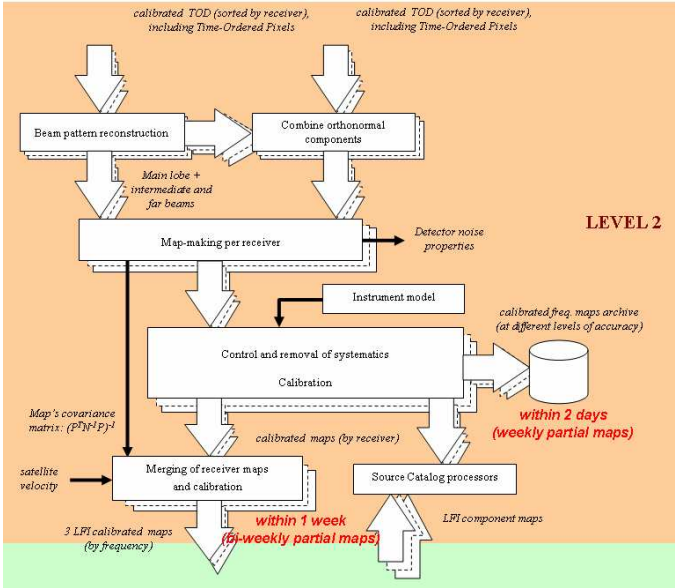 calibrated TOD (sorted by receiver),
including Time-Ordered Pixels
calibrated TOD (sorted by receiver),
including Time-Ordered Pixels
Beam pattern reconstruction
Combine orthonormal
components
Main lobe +
intermediate and
far beams
Map-making per receiver
Detector noise
properties
LEVEL 2
Instrument model
calibrated freq. maps archive
(at different levels of accuracy)
Control and removal of systematics
Calibration
within 2 days
(weekly partial maps)
Map's covariance
matrix: (PᵀN⁻¹P)⁻¹
calibrated maps (by receiver)
satellite
velocity
Merging of receiver maps
and calibration
Source Catalog processors
within 1 week
(bi-weekly partial maps)
3 LFI calibrated maps
(by frequency)
LFI component maps